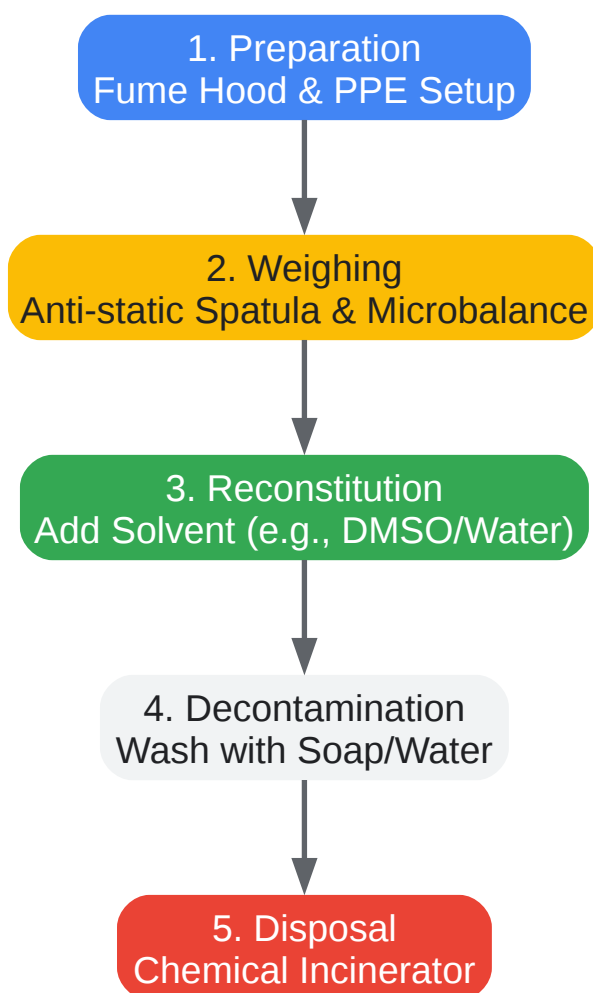 1. Preparation
Fume Hood & PPE Setup
2. Weighing
Anti-static Spatula & Microbalance
3. Reconstitution
Add Solvent (e.g., DMSO/Water)
4. Decontamination
Wash with Soap/Water
5. Disposal
Chemical Incinerator